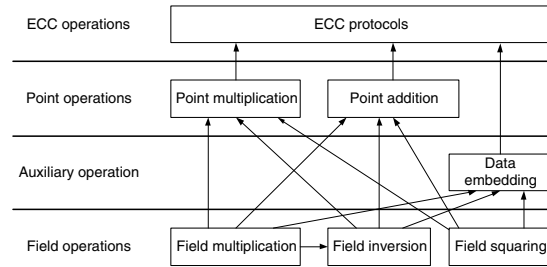 ECC operations
ECC protocols
Point operations
Point multiplication
Point addition
Auxiliary operation
Data
embedding
Field operations
Field multiplication
Field inversion
Field squaring